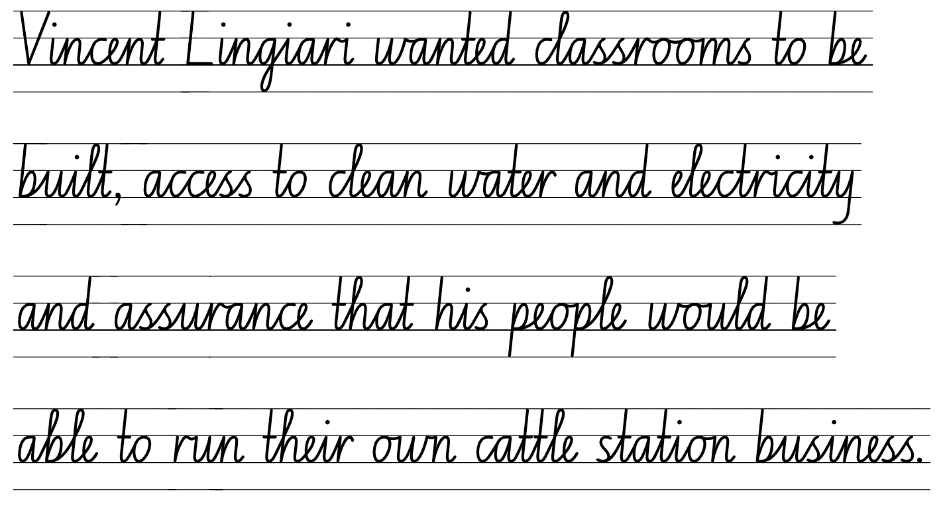 Vincent Lingiari wanted classrooms to be
built, access to clean water and electricity
and assurance that his people would be
able to run their own cattle station business.